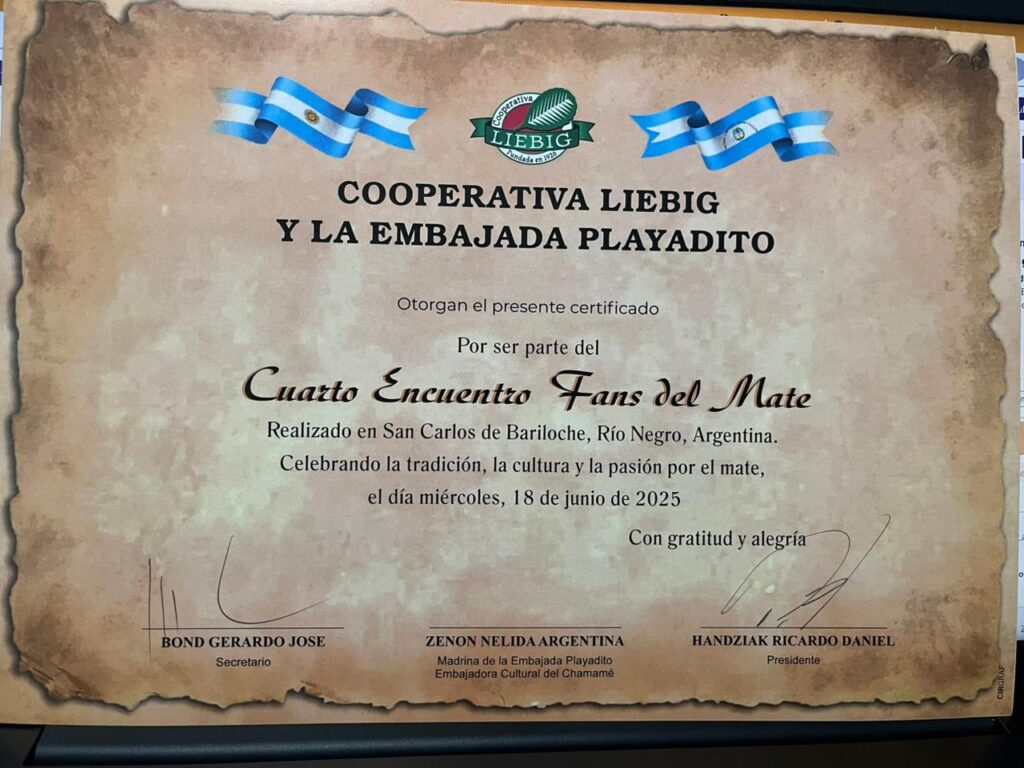 Cooperativa
LIEBIG
Fundada en 1926
COOPERATIVA LIEBIG
Y LA EMBAJADA PLAYADITO
Otorgan el presente certificado
Por ser parte del
Cuarto Encuentro Fans del Mate
Realizado en San Carlos de Bariloche, Río Negro, Argentina.
Celebrando la tradición, la cultura y la pasión por el mate,
el día miércoles, 18 de junio de 2025
Con gratitud y alegría
BOND GERARDO JOSE
Secretario
ZENON NELIDA ARGENTINA
Madrina de la Embajada Playadito
Embajadora Cultural del Chamamé
HANDZIAK RICARDO DANIEL
Presidente
CIRGRAF